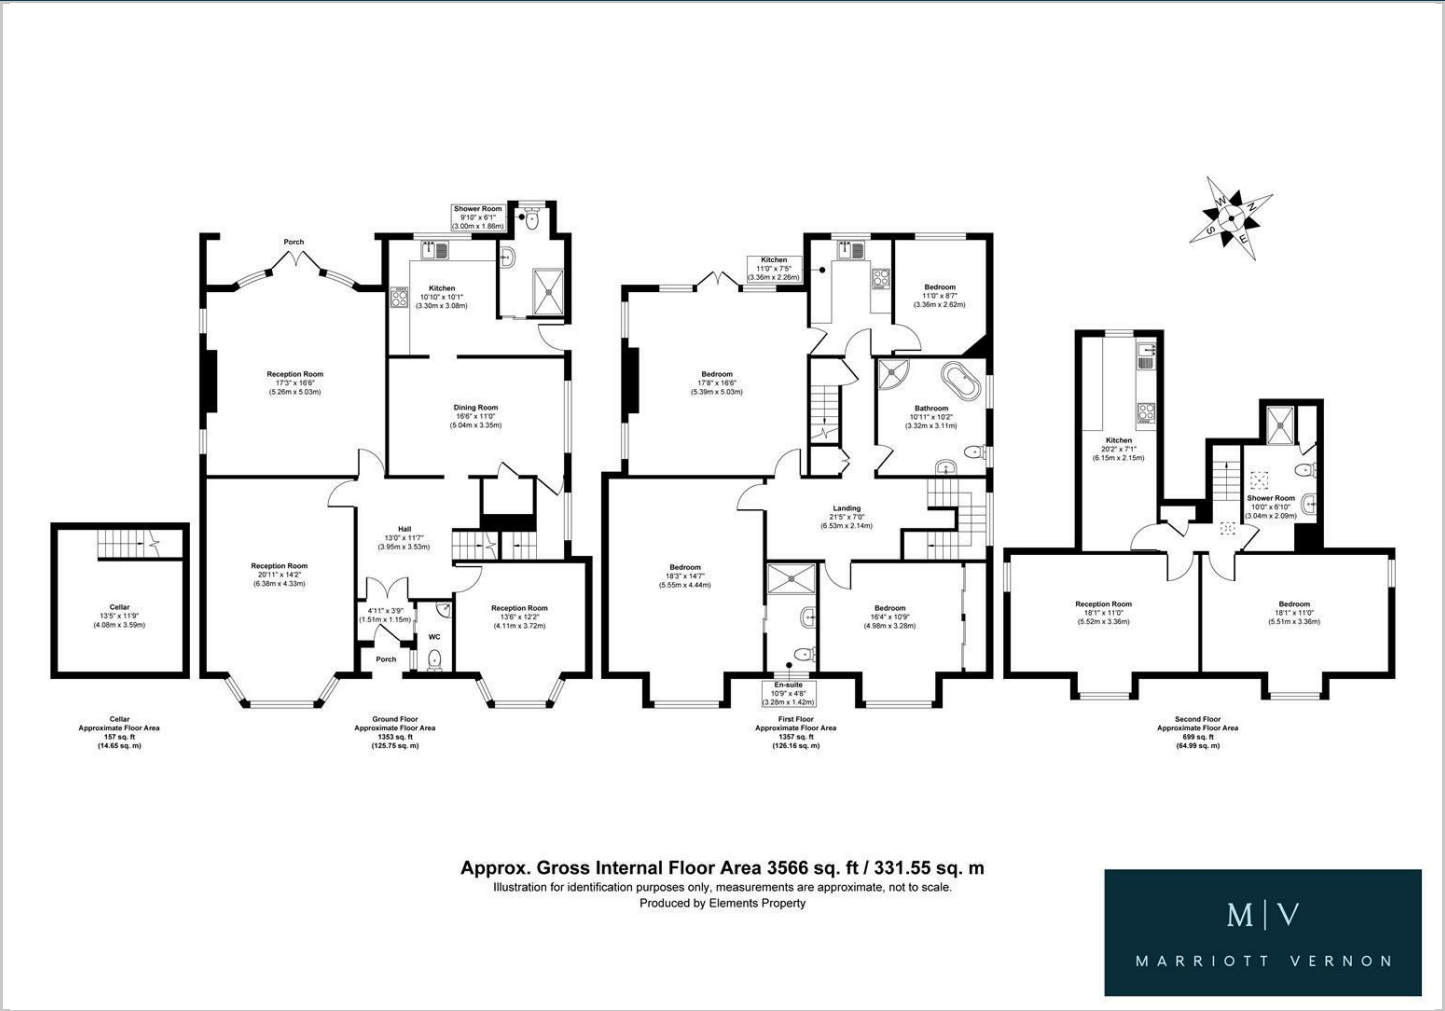 Porch
Reception Room
17'3" x 16'6"
(5.26m x 5.03m)
Kitchen
10'10" x 10'1"
(3.30m x 3.08m)
Shower Room
9'10" x 6'1"
(3.00m x 1.86m)
Dining Room
16'6" x 11'0"
(5.04m x 3.35m)
Hall
13'0" x 11'7"
(3.95m x 3.53m)
Reception Room
20'11" x 14'2"
(6.38m x 4.33m)
4'11" x 3'9"
(1.51m x 1.15m)
WC
Porch
Reception Room
13'6" x 12'2"
(4.11m x 3.72m)
Cellar
13'5" x 11'9"
(4.08m x 3.59m)
Cellar
Approximate Floor Area
157 sq. ft
(14.65 sq. m)
Ground Floor
Approximate Floor Area
1353 sq. ft
(125.75 sq. m)
Kitchen
11'0" x 7'5"
(3.36m x 2.26m)
Bedroom
11'0" x 8'7"
(3.36m x 2.62m)
Bedroom
17'8" x 16'6"
(5.39m x 5.03m)
Bathroom
10'11" x 10'2"
(3.32m x 3.11m)
Landing
21'5" x 7'0"
(6.53m x 2.14m)
Bedroom
18'3" x 14'7"
(5.55m x 4.44m)
Bedroom
16'4" x 10'9"
(4.98m x 3.28m)
En-suite
10'9" x 4'8"
(3.28m x 1.42m)
First Floor
Approximate Floor Area
1357 sq. ft
(126.16 sq. m)
Kitchen
20'2" x 7'1"
(6.15m x 2.15m)
Shower Room
10'0" x 6'10"
(3.04m x 2.09m)
Reception Room
18'1" x 11'0"
(5.52m x 3.36m)
Bedroom
18'1" x 11'0"
(5.51m x 3.36m)
Second Floor
Approximate Floor Area
699 sq. ft
(64.99 sq. m)
W
N
S
E
Approx. Gross Internal Floor Area 3566 sq. ft / 331.55 sq. m
Illustration for identification purposes only, measurements are approximate, not to scale.
Produced by Elements Property
M|V
MARRIOTT VERNON